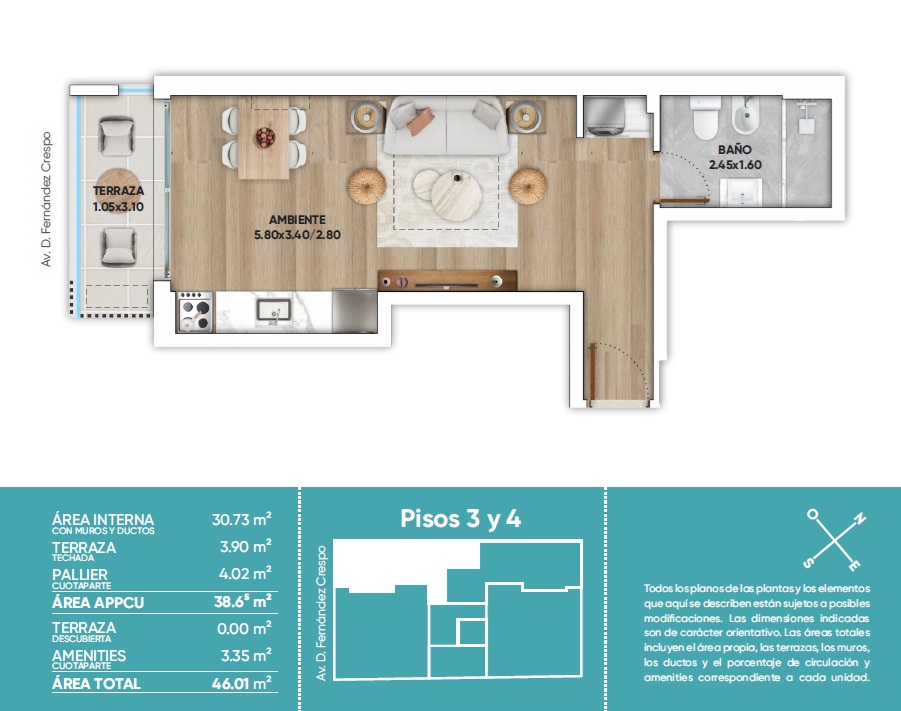 Av. D. Fernández Crespo
TERRAZA
1.05x3.10
AMBIENTE
5.80x3.40/2.80
BAÑO
2.45x1.60
ÁREA INTERNA 30.73 m²
CON MUROS Y DUCTOS
TERRAZA 3.90 m²
TECHADA
PALLIER 4.02 m²
CUOTAPARTE
ÁREA APPCU 38.6⁵ m²
TERRAZA 0.00 m²
DESCUBIERTA
AMENITIES 3.35 m²
CUOTAPARTE
ÁREA TOTAL 46.01 m²
Pisos 3 y 4
Av. D. Fernández Crespo
O N
S E
Todos los planos de las plantas y los elementos
que aquí se describen están sujetos a posibles
modificaciones. Las dimensiones indicadas
son de carácter orientativo. Las áreas totales
incluyen el área propia, las terrazas, los muros,
los ductos y el porcentaje de circulación y
amenities correspondiente a cada unidad.